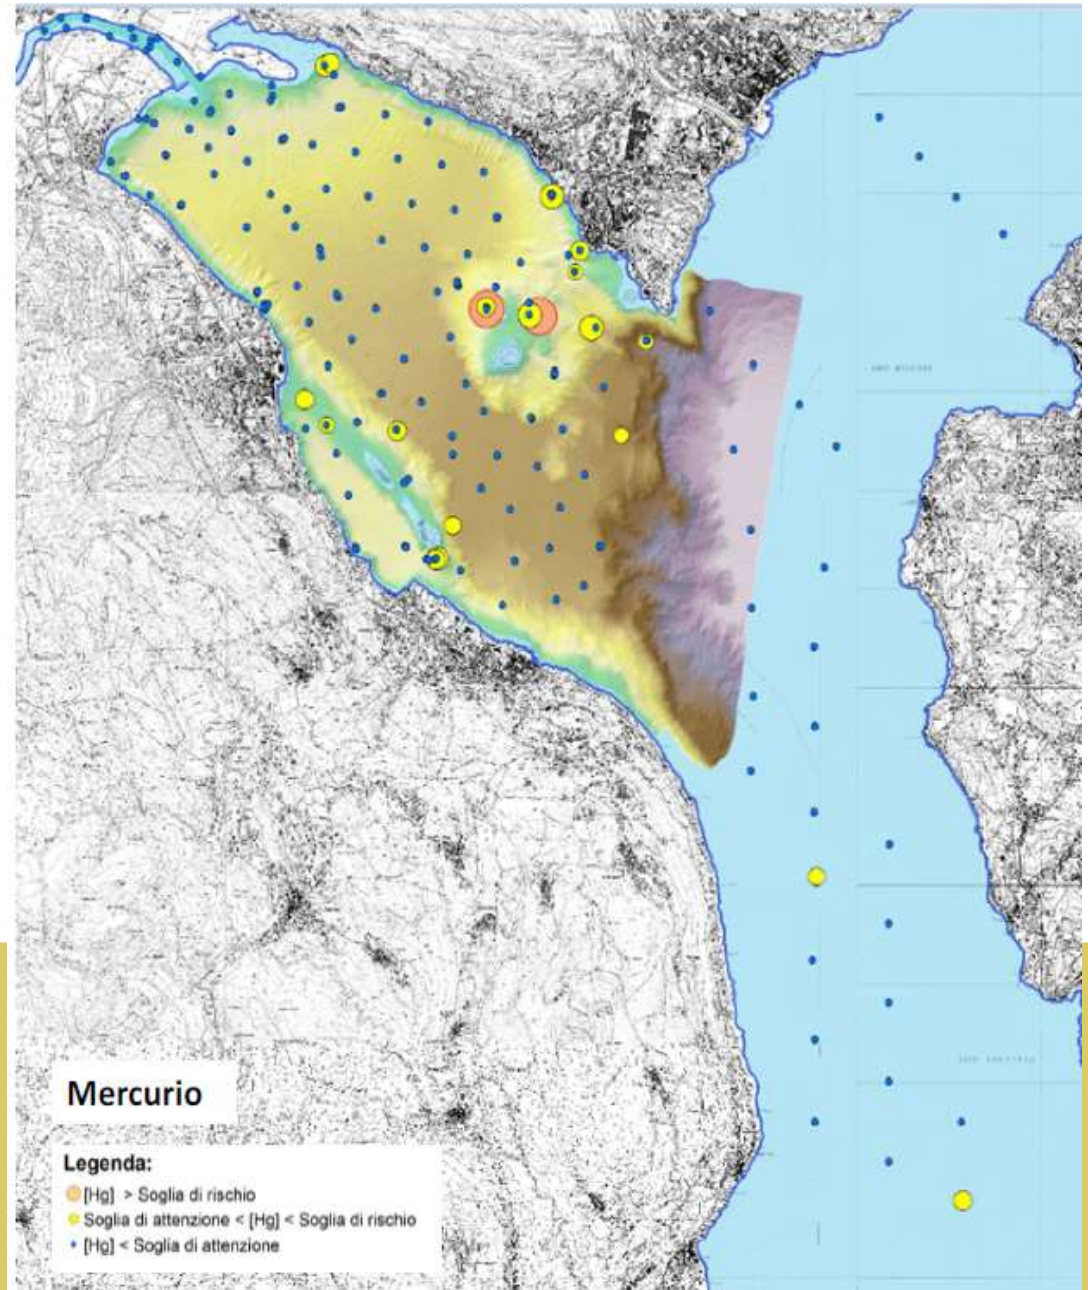 Mercurio
Legenda:
[Hg] > Soglia di rischio
Soglia di attenzione < [Hg] < Soglia di rischio
[Hg] < Soglia di attenzione